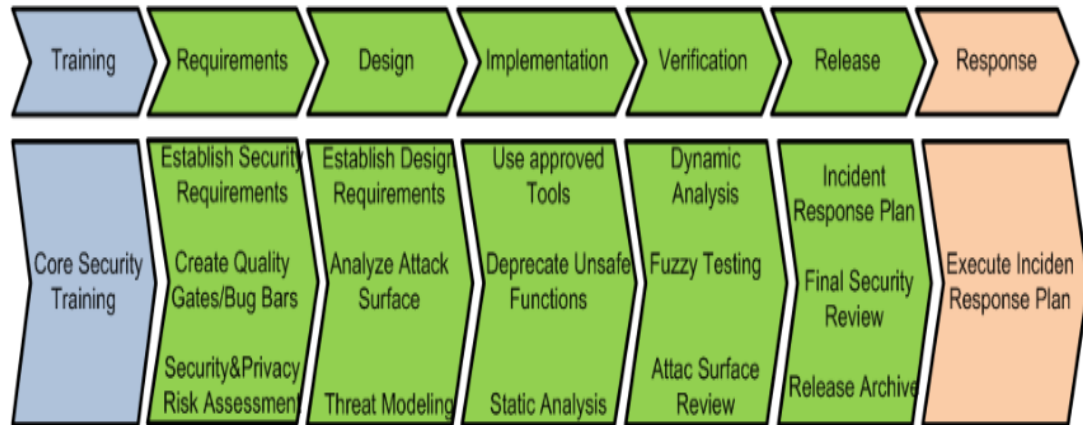 Training
Requirements
Design
Implementation
Verification
Release
Response
Core Security
Training
Establish Security
Requirements
Create Quality
Gates/Bug Bars
Security&Privacy
Risk Assessment
Establish Design
Requirements
Analyze Attack
Surface
Threat Modeling
Use approved
Tools
Deprecate Unsafe
Functions
Static Analysis
Dynamic
Analysis
Fuzzy Testing
Attac Surface
Review
Incident
Response Plan
Final Security
Review
Release Archive
Execute Inciden
Response Plan